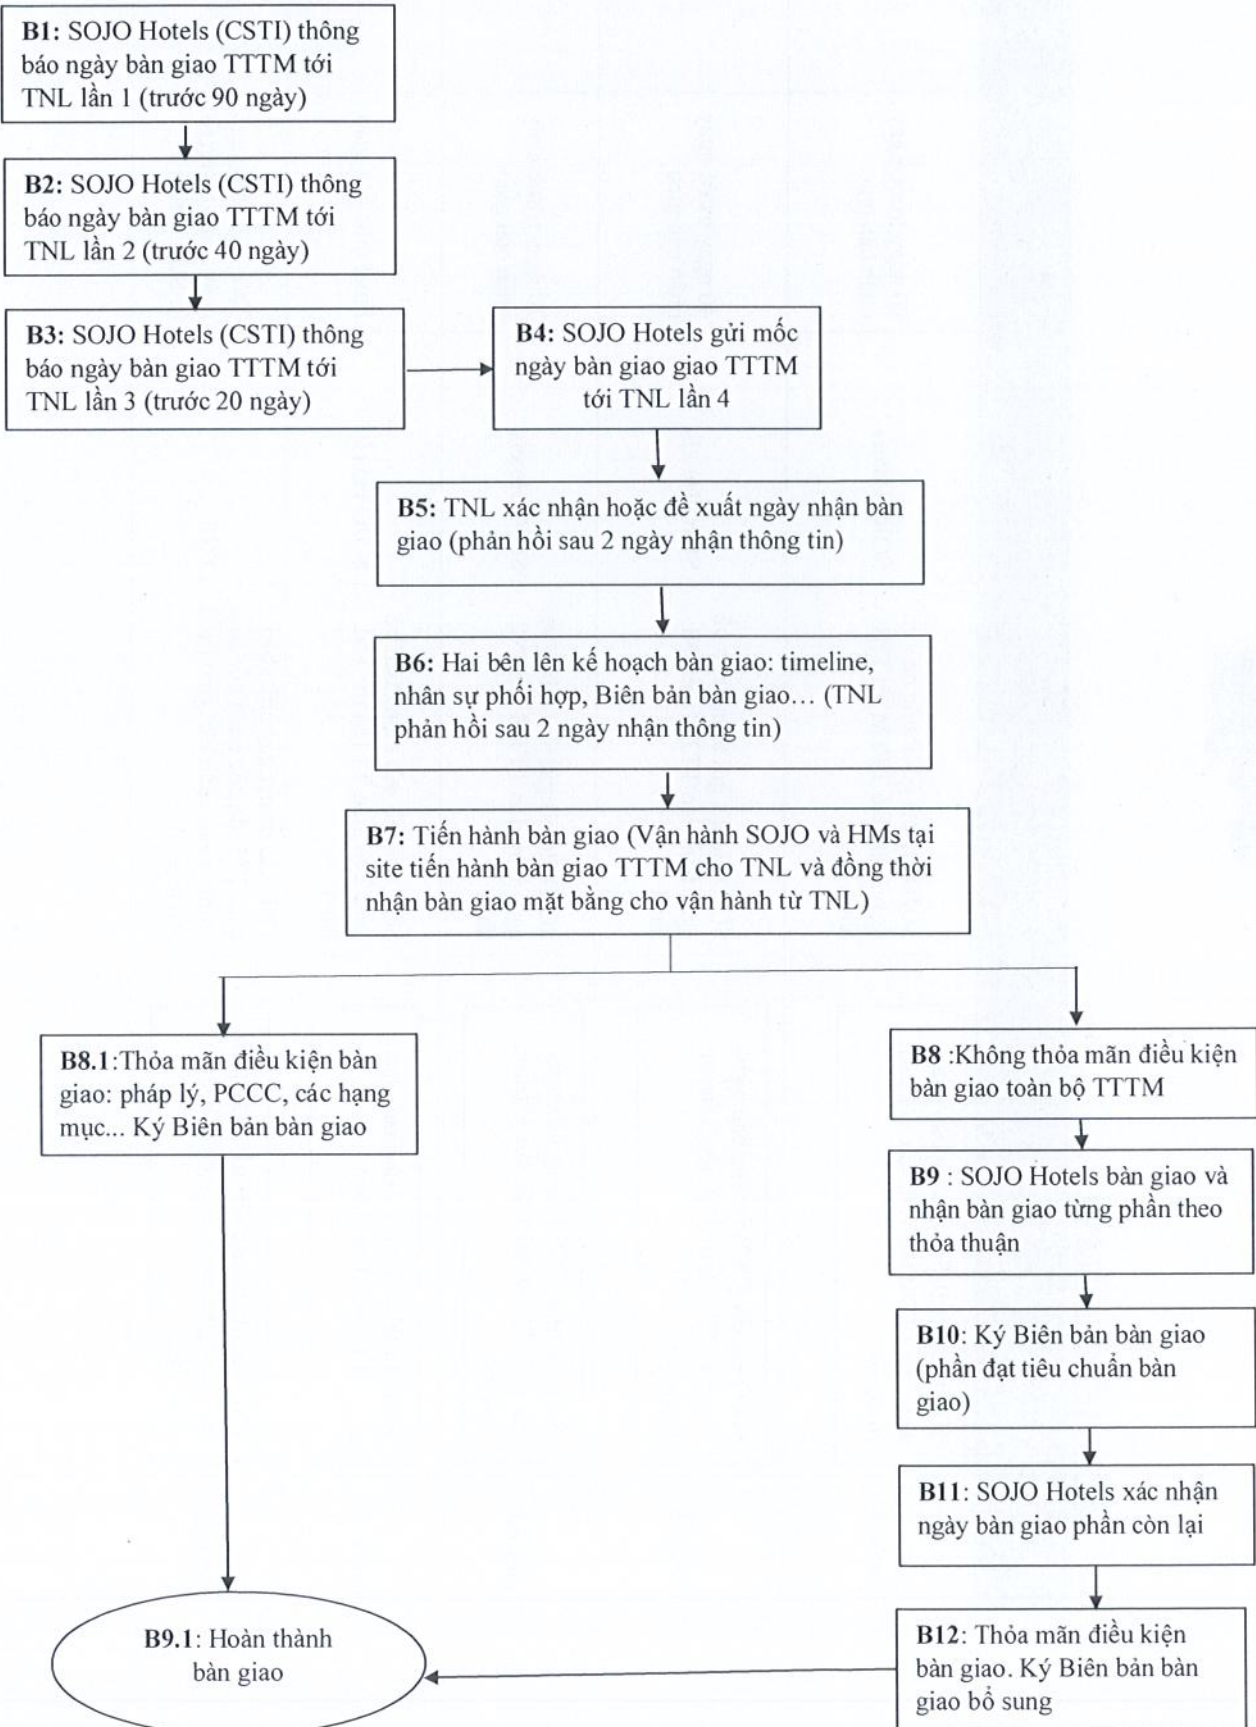 B1: SOJO Hotels (CSTI) thông
báo ngày bàn giao TTTM tới
TNL lần 1 (trước 90 ngày)
B2: SOJO Hotels (CSTI) thông
báo ngày bàn giao TTTM tới
TNL lần 2 (trước 40 ngày)
B3: SOJO Hotels (CSTI) thông
báo ngày bàn giao TTTM tới
TNL lần 3 (trước 20 ngày)
B4: SOJO Hotels gửi mốc
ngày bàn giao giao TTTM
tới TNL lần 4
B5: TNL xác nhận hoặc đề xuất ngày nhận bàn
giao (phản hồi sau 2 ngày nhận thông tin)
B6: Hai bên lên kế hoạch bàn giao: timeline,
nhân sự phối hợp, Biên bản bàn giao… (TNL
phản hồi sau 2 ngày nhận thông tin)
B7: Tiến hành bàn giao (Vận hành SOJO và HMs tại
site tiến hành bàn giao TTTM cho TNL và đồng thời
nhận bàn giao mặt bằng cho vận hành từ TNL)
B8.1:Thỏa mãn điều kiện bàn
giao: pháp lý, PCCC, các hạng
mục... Ký Biên bản bàn giao
B8 :Không thỏa mãn điều kiện
bàn giao toàn bộ TTTM
B9 : SOJO Hotels bàn giao và
nhận bàn giao từng phần theo
thỏa thuận
B10: Ký Biên bản bàn giao
(phần đạt tiêu chuẩn bàn
giao)
B11: SOJO Hotels xác nhận
ngày bàn giao phần còn lại
B12: Thỏa mãn điều kiện
bàn giao. Ký Biên bản bàn
giao bổ sung
B9.1: Hoàn thành
bàn giao